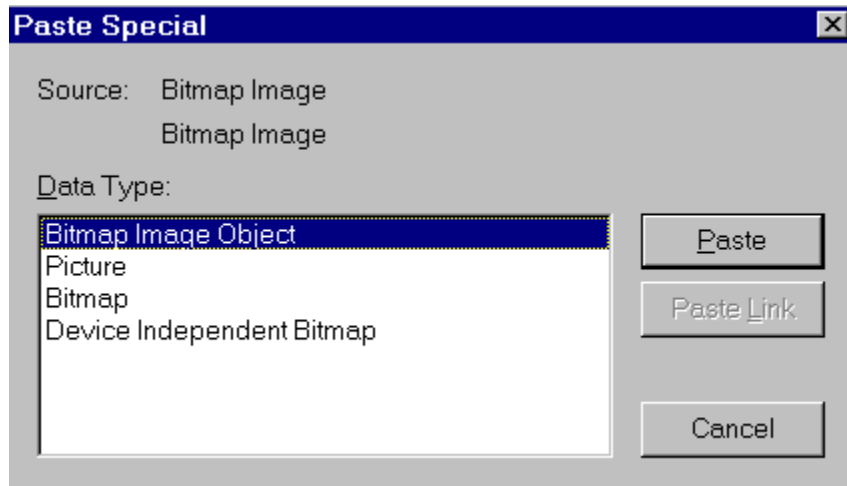 Paste Special
Source: Bitmap Image
Bitmap Image
Data Type:
Bitmap Image Object
Picture
Bitmap
Device Independent Bitmap
Paste
Paste Link
Cancel